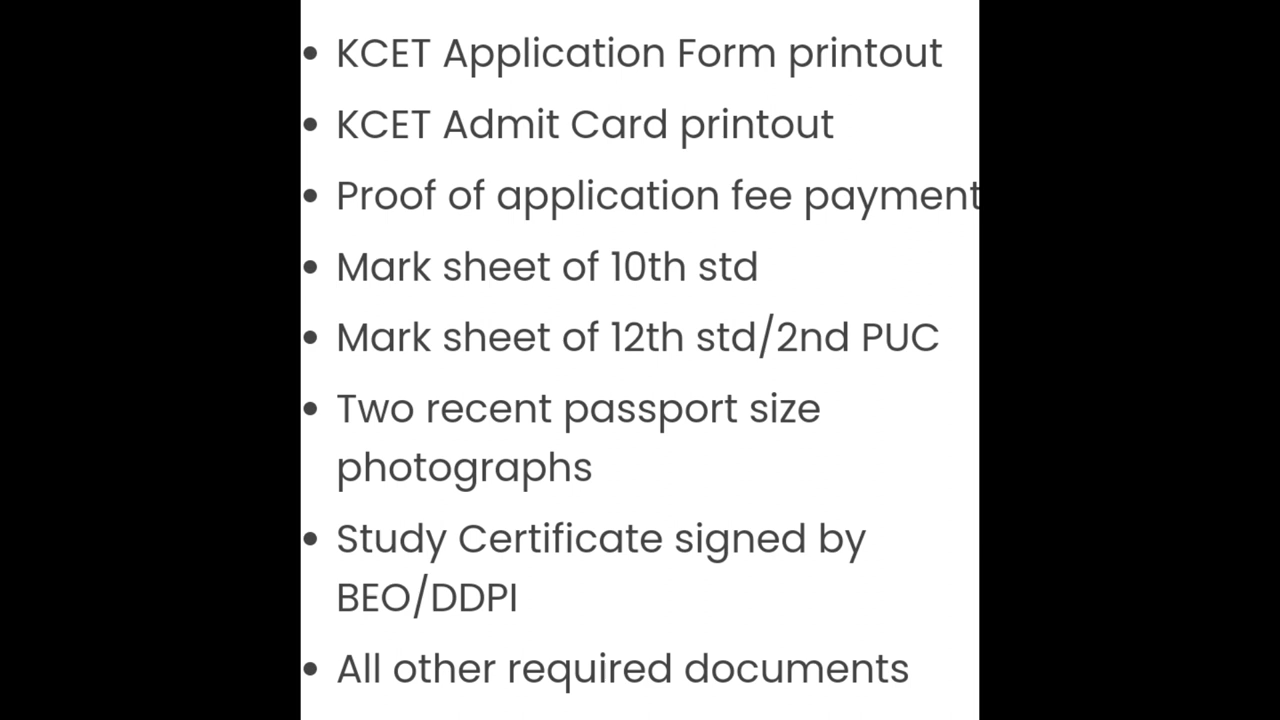 • KCET Application Form printout
• KCET Admit Card printout
• Proof of application fee payment
• Mark sheet of 10th std
• Mark sheet of 12th std/2nd PUC
• Two recent passport size
photographs
• Study Certificate signed by
BEO/DDPI
• All other required documents